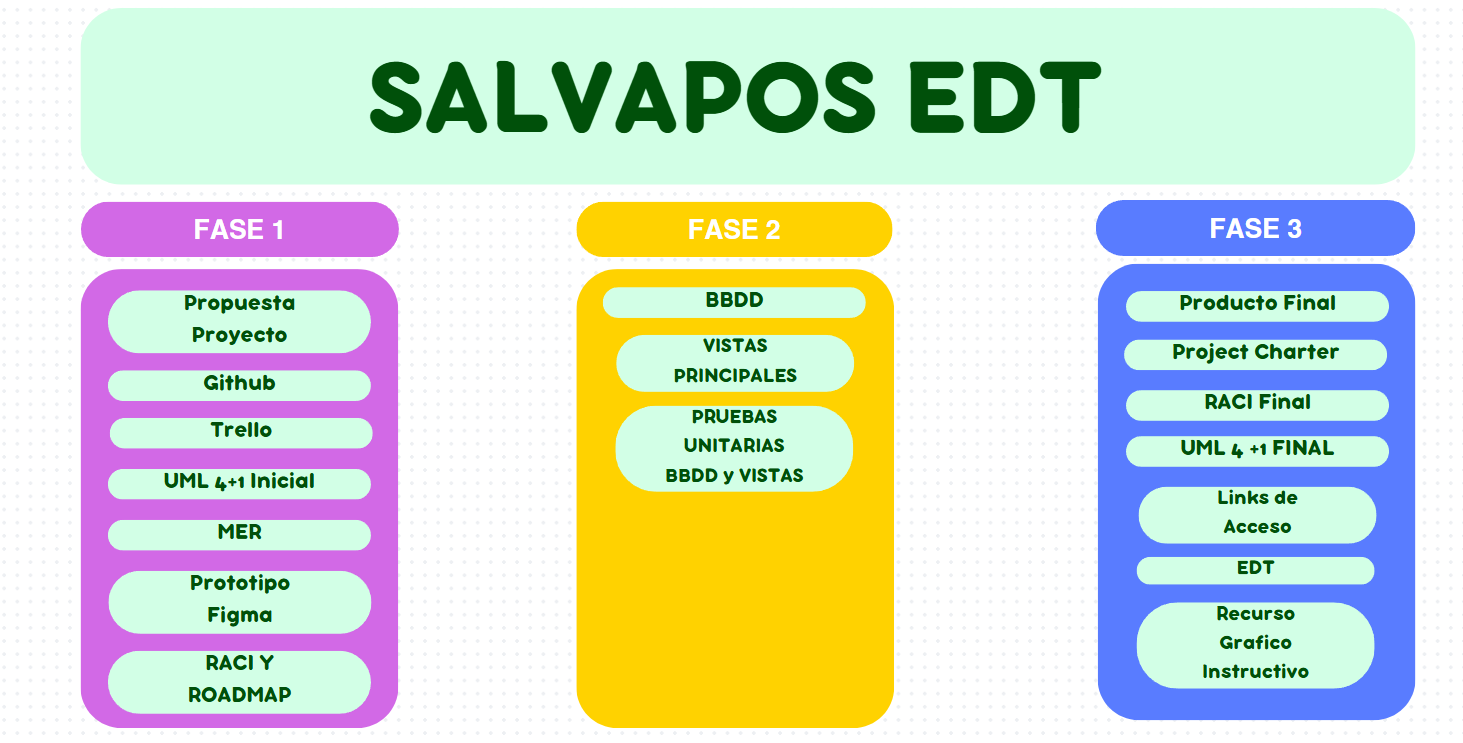 SALVAPOS EDT
FASE 1
Propuesta
Proyecto
Github
Trello
UML 4+1 Inicial
MER
Prototipo
Figma
RACI Y
ROADMAP
FASE 2
BBDD
VISTAS
PRINCIPALES
PRUEBAS
UNITARIAS
BBDD y VISTAS
FASE 3
Producto Final
Project Charter
RACI Final
UML 4 +1 FINAL
Links de
Acceso
EDT
Recurso
Grafico
Instructivo